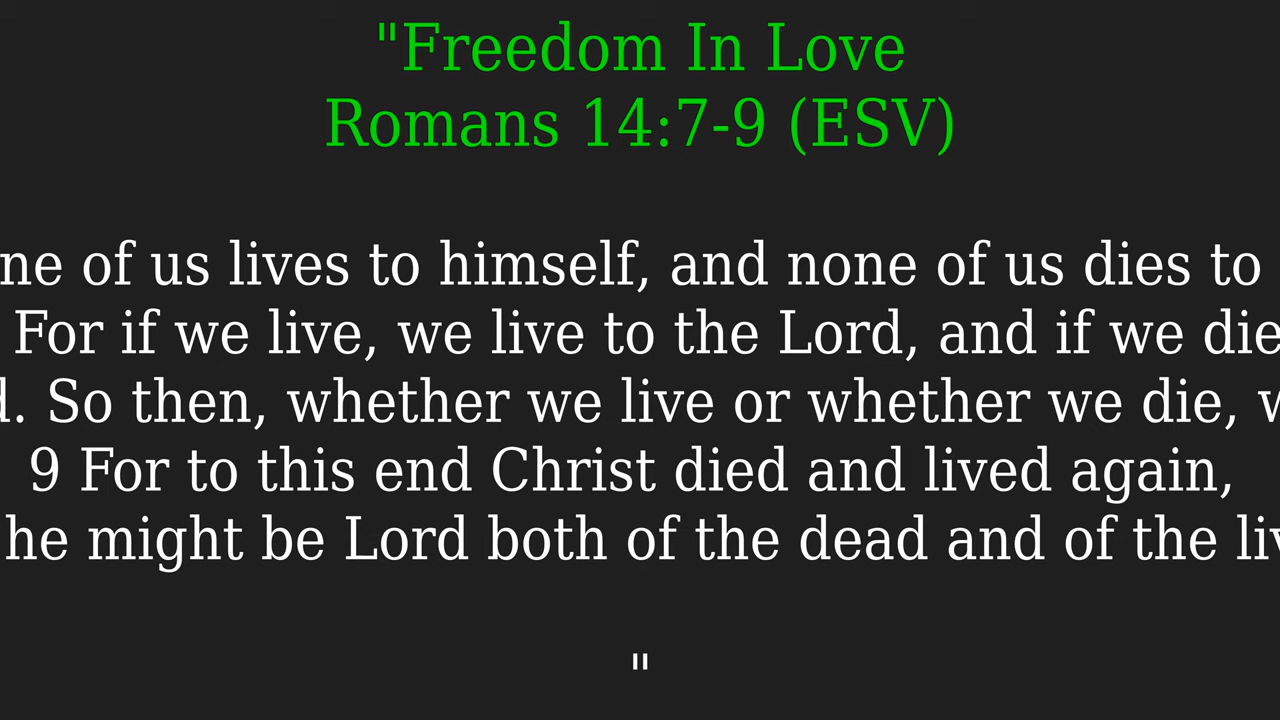 "Freedom In Love
Romans 14:7-9 (ESV)
ne of us lives to himself, and none of us dies to
For if we live, we live to the Lord, and if we die
. So then, whether we live or whether we die,
9 For to this end Christ died and lived again,
he might be Lord both of the dead and of the liv
"